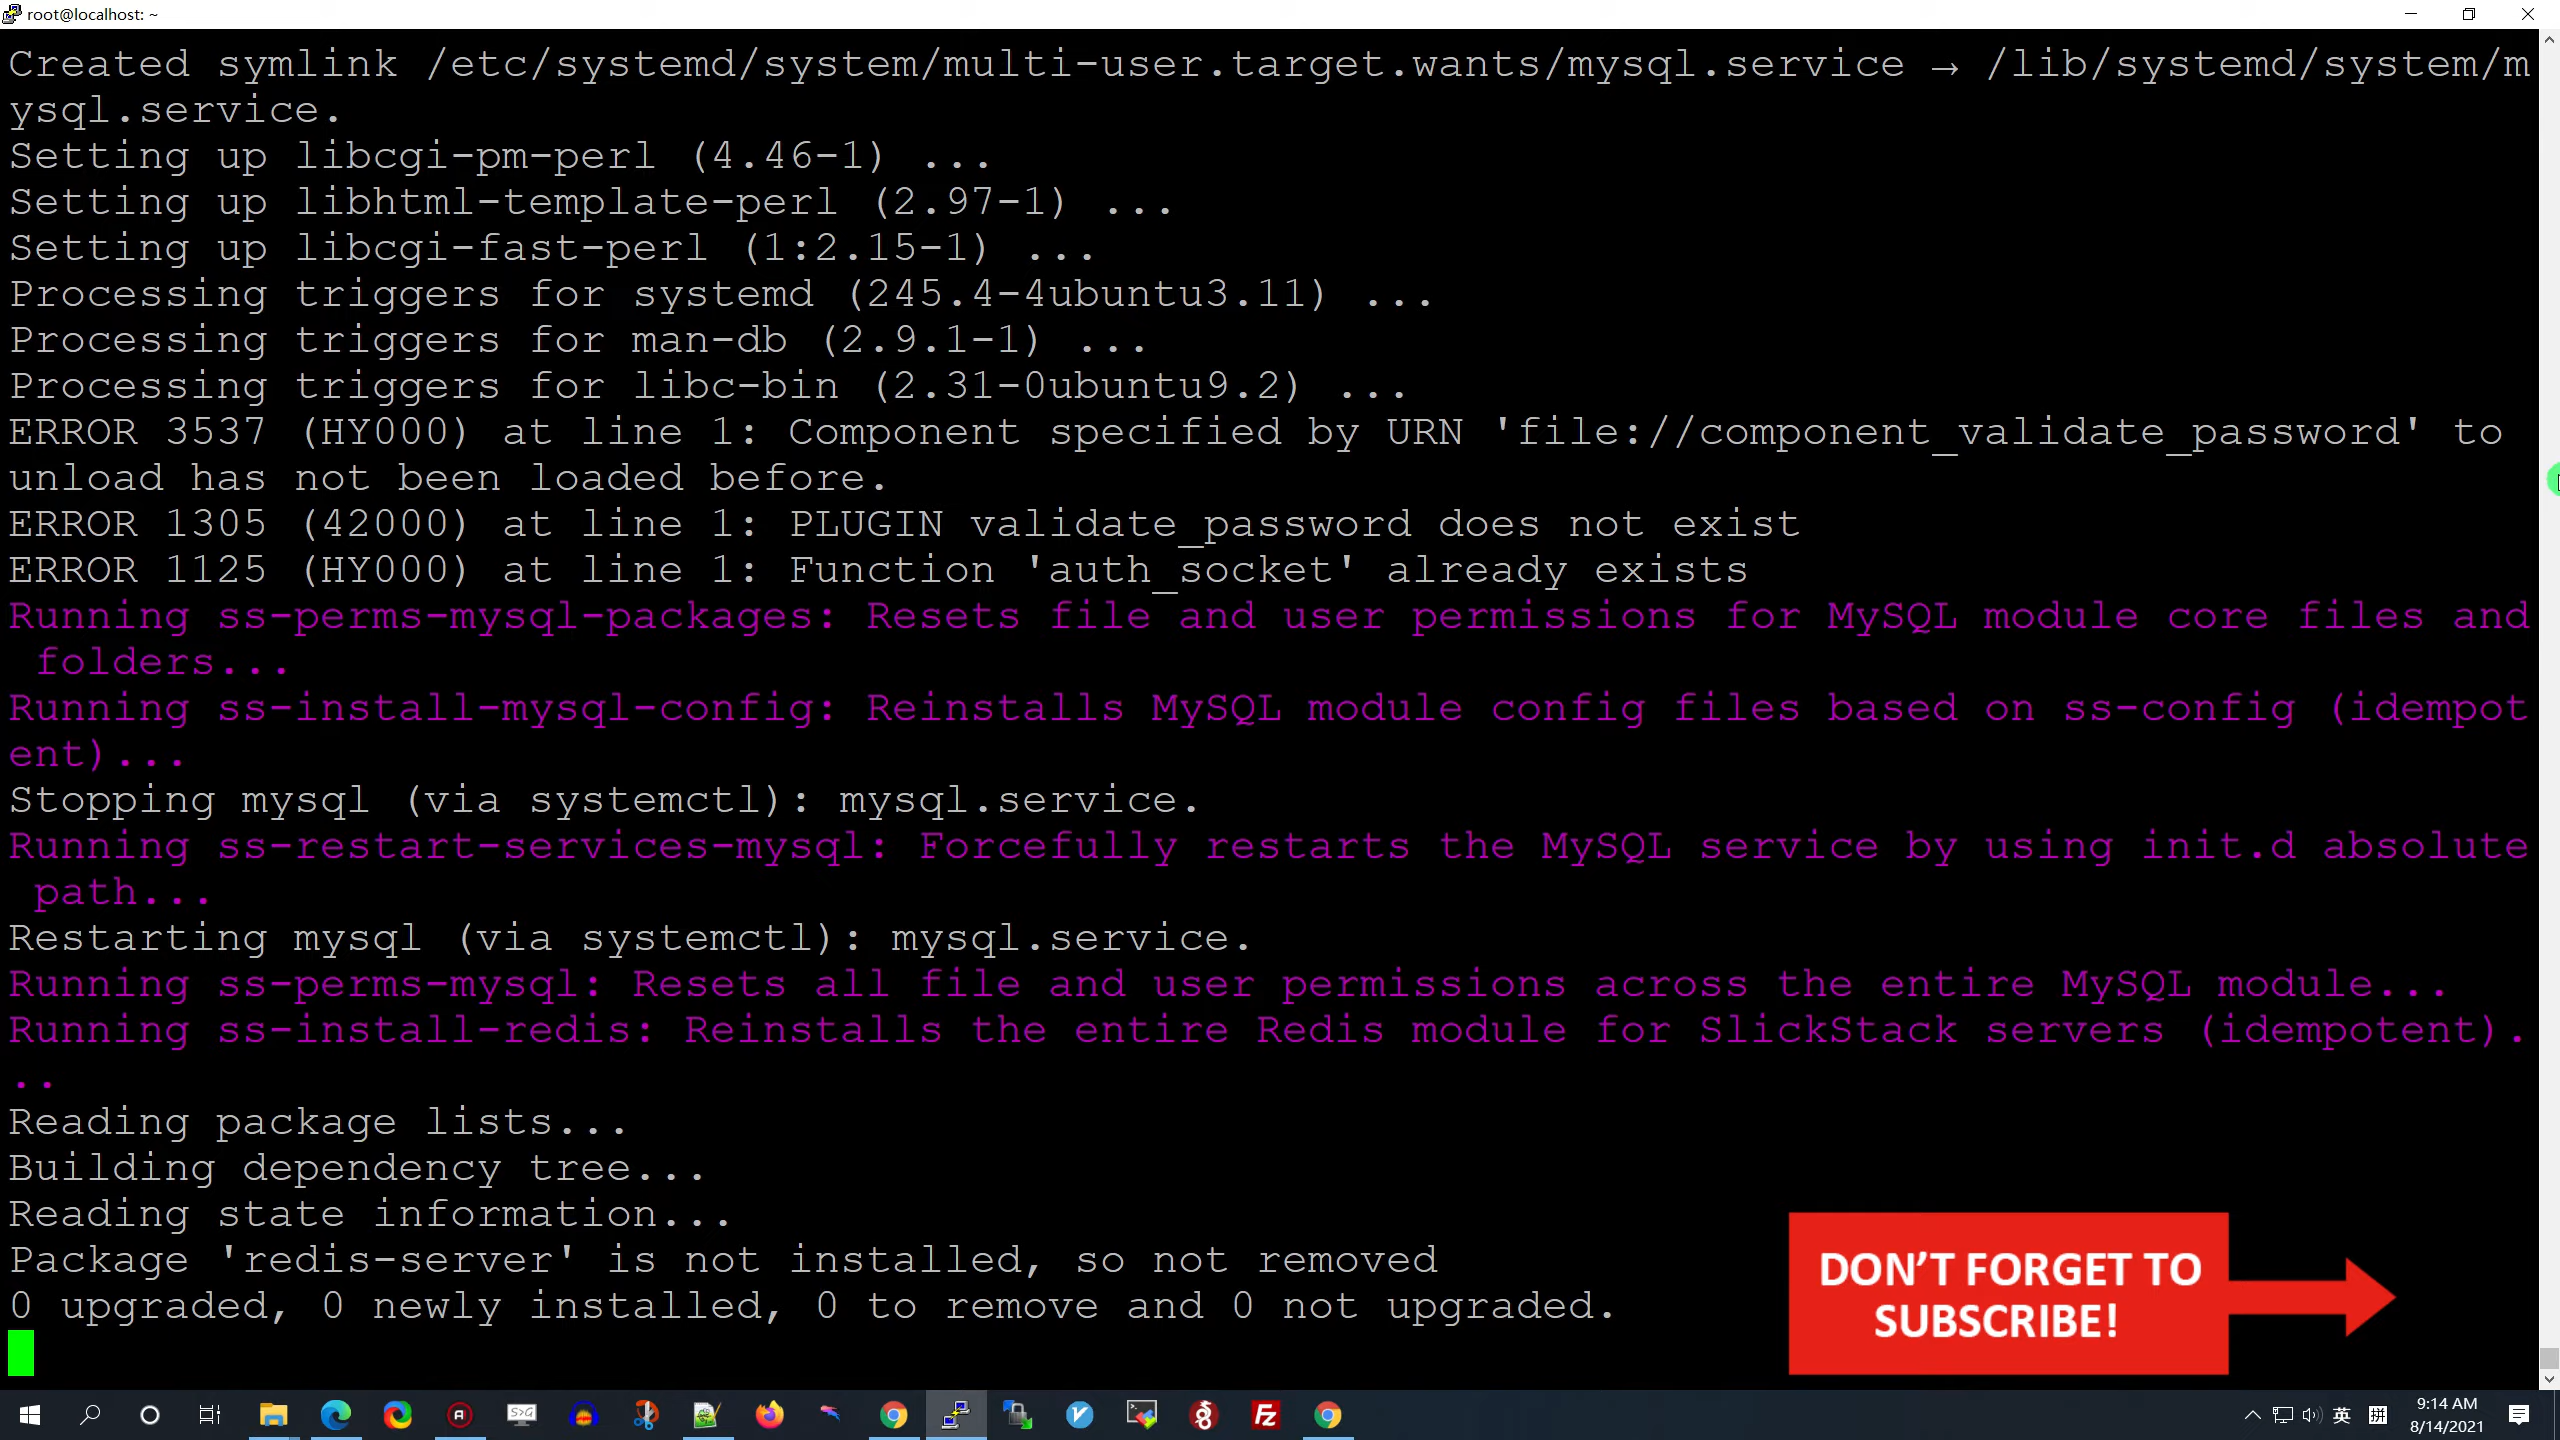 root@localhost: ~
Created symlink /etc/systemd/system/multi-user.target.wants/mysql.service → /lib/systemd/system/m
ysql.service.
Setting up libcgi-pm-perl (4.46-1) ...
Setting up libhtml-template-perl (2.97-1) ...
Setting up libcgi-fast-perl (1:2.15-1) ...
Processing triggers for systemd (245.4-4ubuntu3.11) ...
Processing triggers for man-db (2.9.1-1) ...
Processing triggers for libc-bin (2.31-0ubuntu9.2) ...
ERROR 3537 (HY000) at line 1: Component specified by URN 'file://component_validate_password' to
unload has not been loaded before.
ERROR 1305 (42000) at line 1: PLUGIN validate_password does not exist
ERROR 1125 (HY000) at line 1: Function 'auth_socket' already exists
Running ss-perms-mysql-packages: Resets file and user permissions for MySQL module core files and
 folders...
Running ss-install-mysql-config: Reinstalls MySQL module config files based on ss-config (idempot
ent)...
Stopping mysql (via systemctl): mysql.service.
Running ss-restart-services-mysql: Forcefully restarts the MySQL service by using init.d absolute
 path...
Restarting mysql (via systemctl): mysql.service.
Running ss-perms-mysql: Resets all file and user permissions across the entire MySQL module...
Running ss-install-redis: Reinstalls the entire Redis module for SlickStack servers (idempotent).
..
Reading package lists...
Building dependency tree...
Reading state information...
Package 'redis-server' is not installed, so not removed
0 upgraded, 0 newly installed, 0 to remove and 0 not upgraded.
DON'T FORGET TO
SUBSCRIBE!
S>G
FZ
英
拼
9:14 AM
8/14/2021